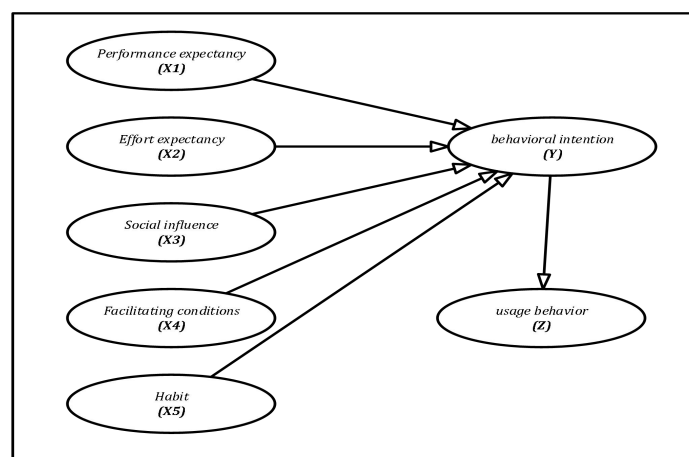 Performance expectancy
(X1)
Effort expectancy
(X2)
behavioral intention
(Y)
Social influence
(X3)
Facilitating conditions
(X4)
usage behavior
(Z)
Habit
(X5)